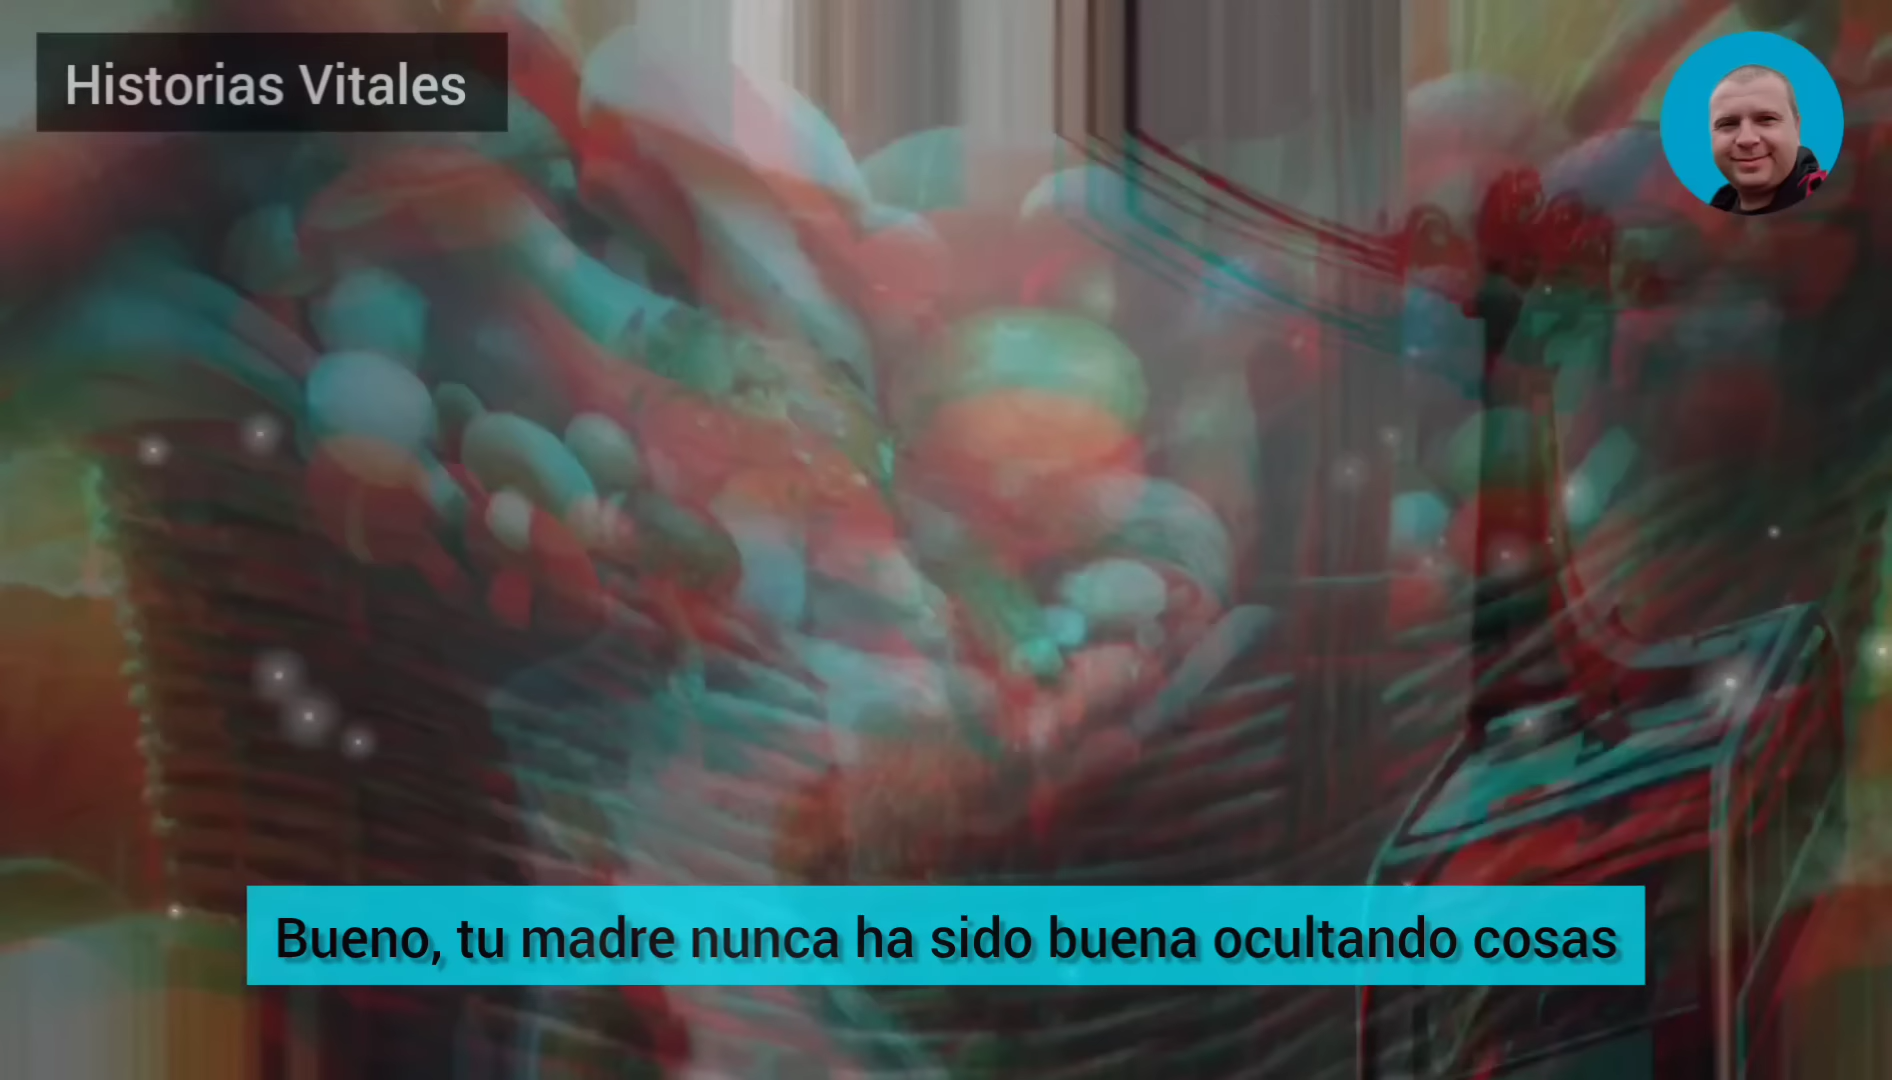 Historias Vitales
Bueno, tu madre nunca ha sido buena ocultando cosas